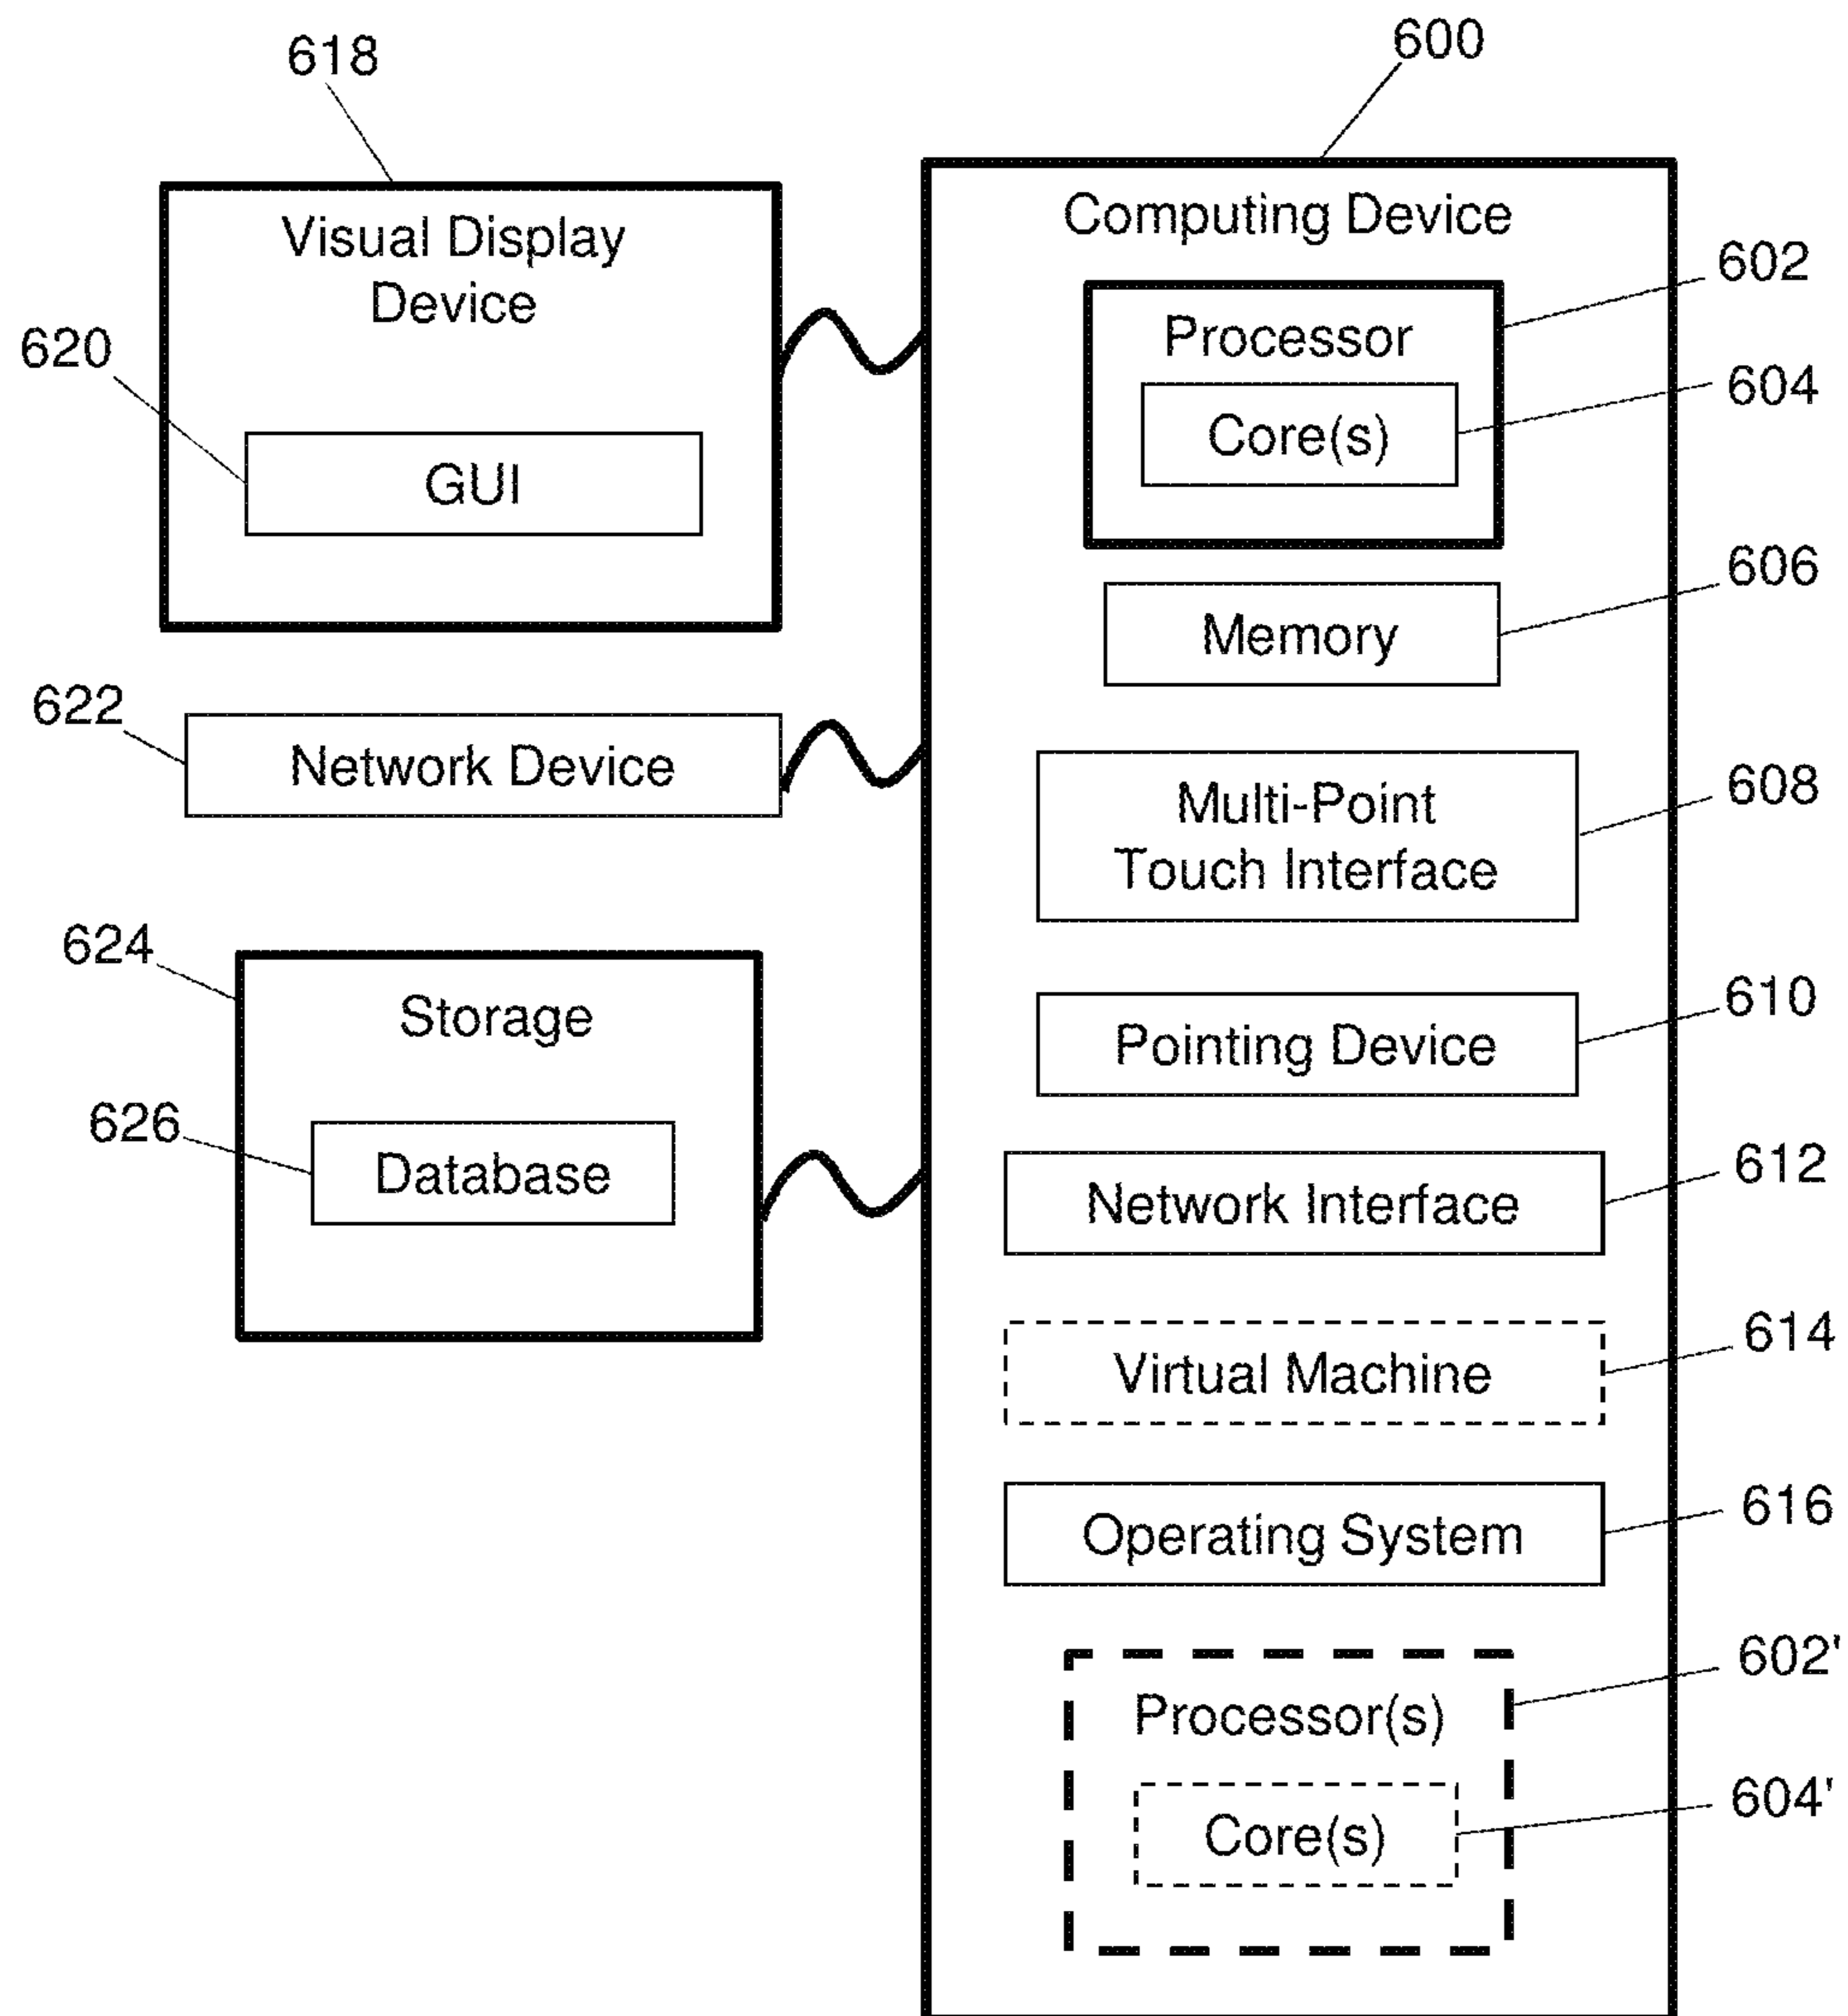 618
600
Visual Display
Device
620
GUI
622
Network Device
624
Storage
626
Database
Computing Device
602
Processor
604
Core(s)
606
Memory
608
Multi-Point
Touch Interface
610
Pointing Device
612
Network Interface
614
Virtual Machine
616
Operating System
602'
Processor(s)
604'
Core(s)